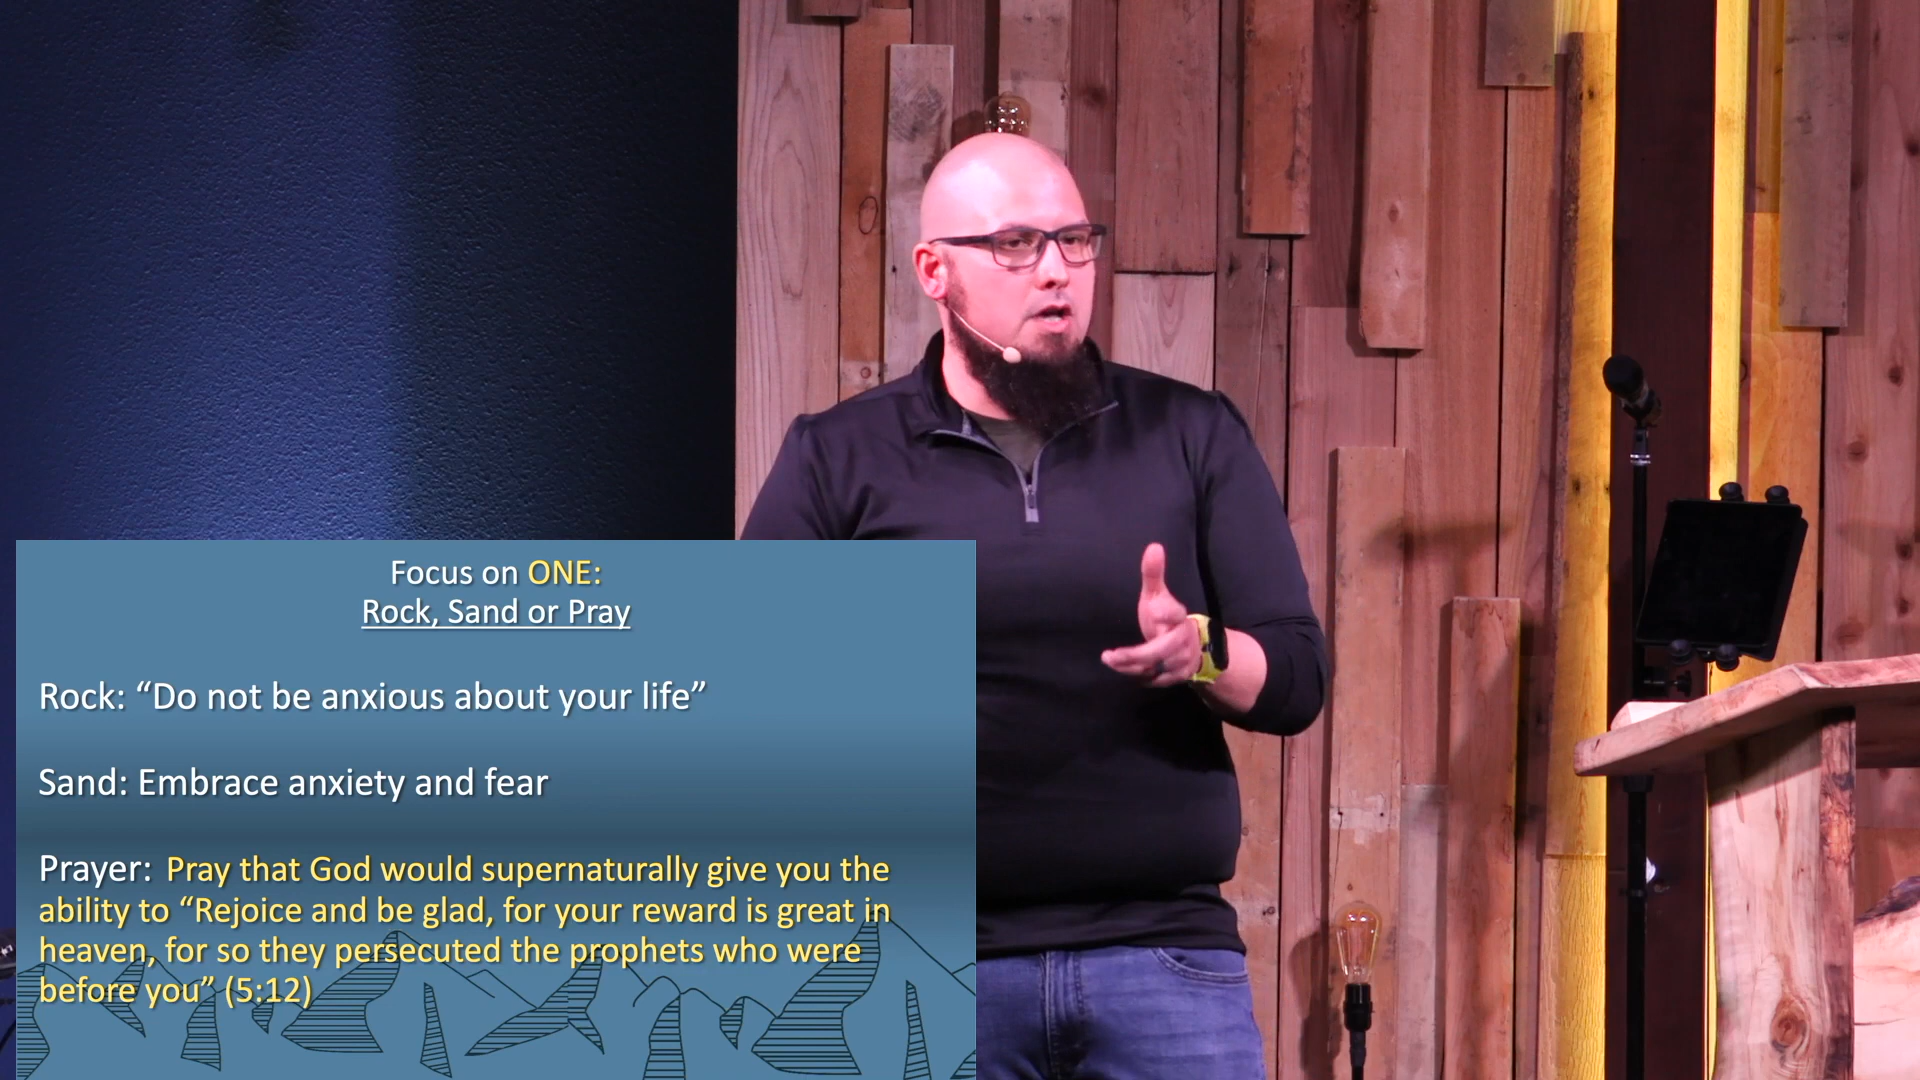 Focus on ONE:
Rock, Sand or Pray
Rock: “Do not be anxious about your life”
Sand: Embrace anxiety and fear
Prayer: Pray that God would supernaturally give you the
ability to “Rejoice and be glad, for your reward is great in
heaven, for so they persecuted the prophets who were
before you” (5:12)